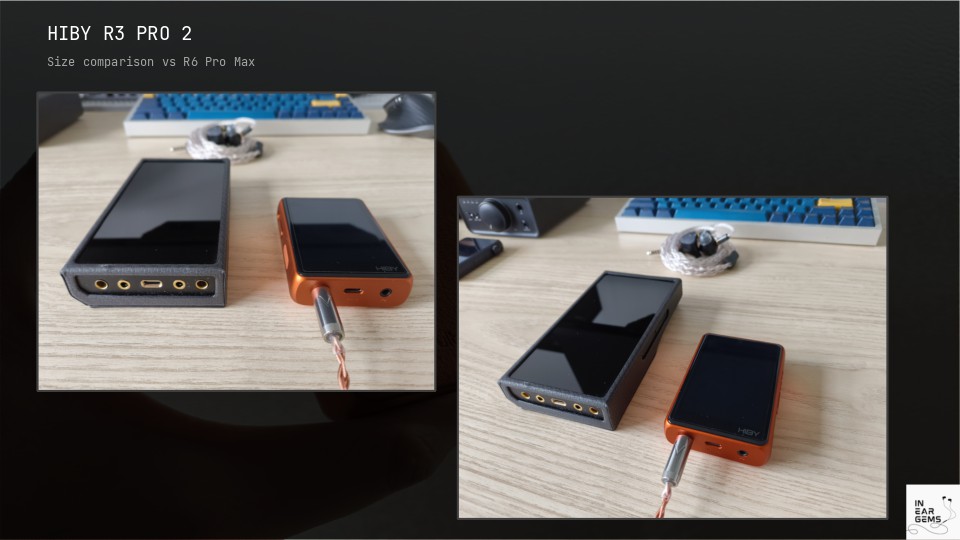 HIBY R3 PRO 2
Size comparison vs R6 Pro Max
HIBY
HIBY
IN
EAR
GEMS